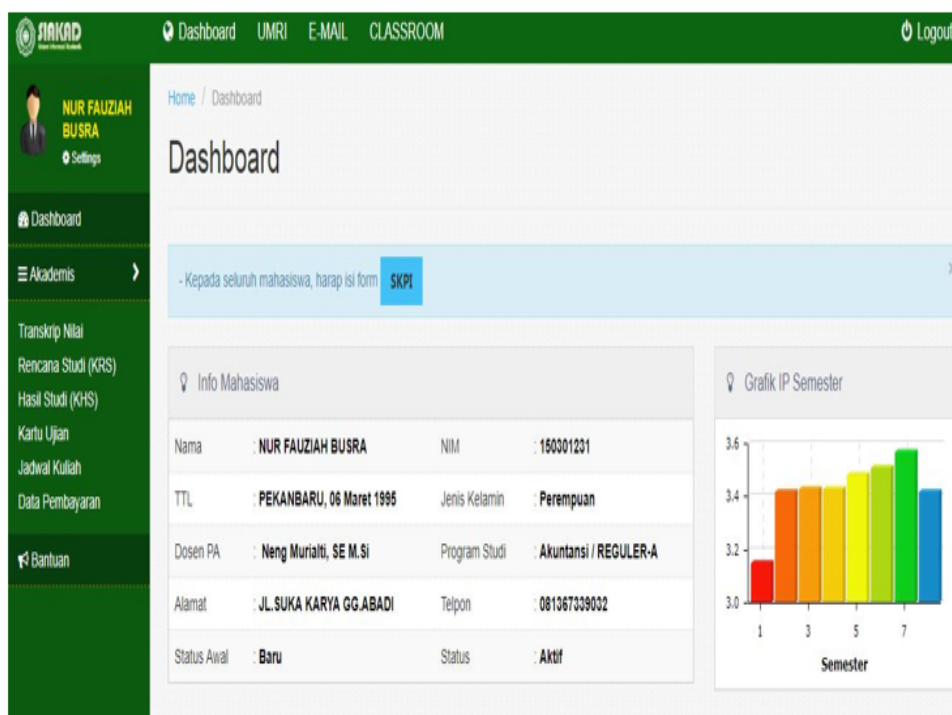 SIAKAD
Sistem Informasi Akademik
Dashboard UMRI E-MAIL CLASSROOM Logout
NUR FAUZIAH
BUSRA
Settings
Dashboard
Akademis
Transkrip Nilai
Rencana Studi (KRS)
Hasil Studi (KHS)
Kartu Ujian
Jadwal Kuliah
Data Pembayaran
Bantuan
Home / Dashboard
Dashboard
- Kepada seluruh mahasiswa, harap isi form SKPI
Info Mahasiswa
Nama : NUR FAUZIAH BUSRA NIM : 150301231
TTL : PEKANBARU, 06 Maret 1995 Jenis Kelamin : Perempuan
Dosen PA : Neng Murialti, SE M.Si Program Studi : Akuntansi / REGULER-A
Alamat : JL.SUKA KARYA GG.ABADI Telpon : 081367339032
Status Awal : Baru Status : Aktif
Grafik IP Semester
3.6
3.4
3.2
3.0
1 3 5 7
Semester